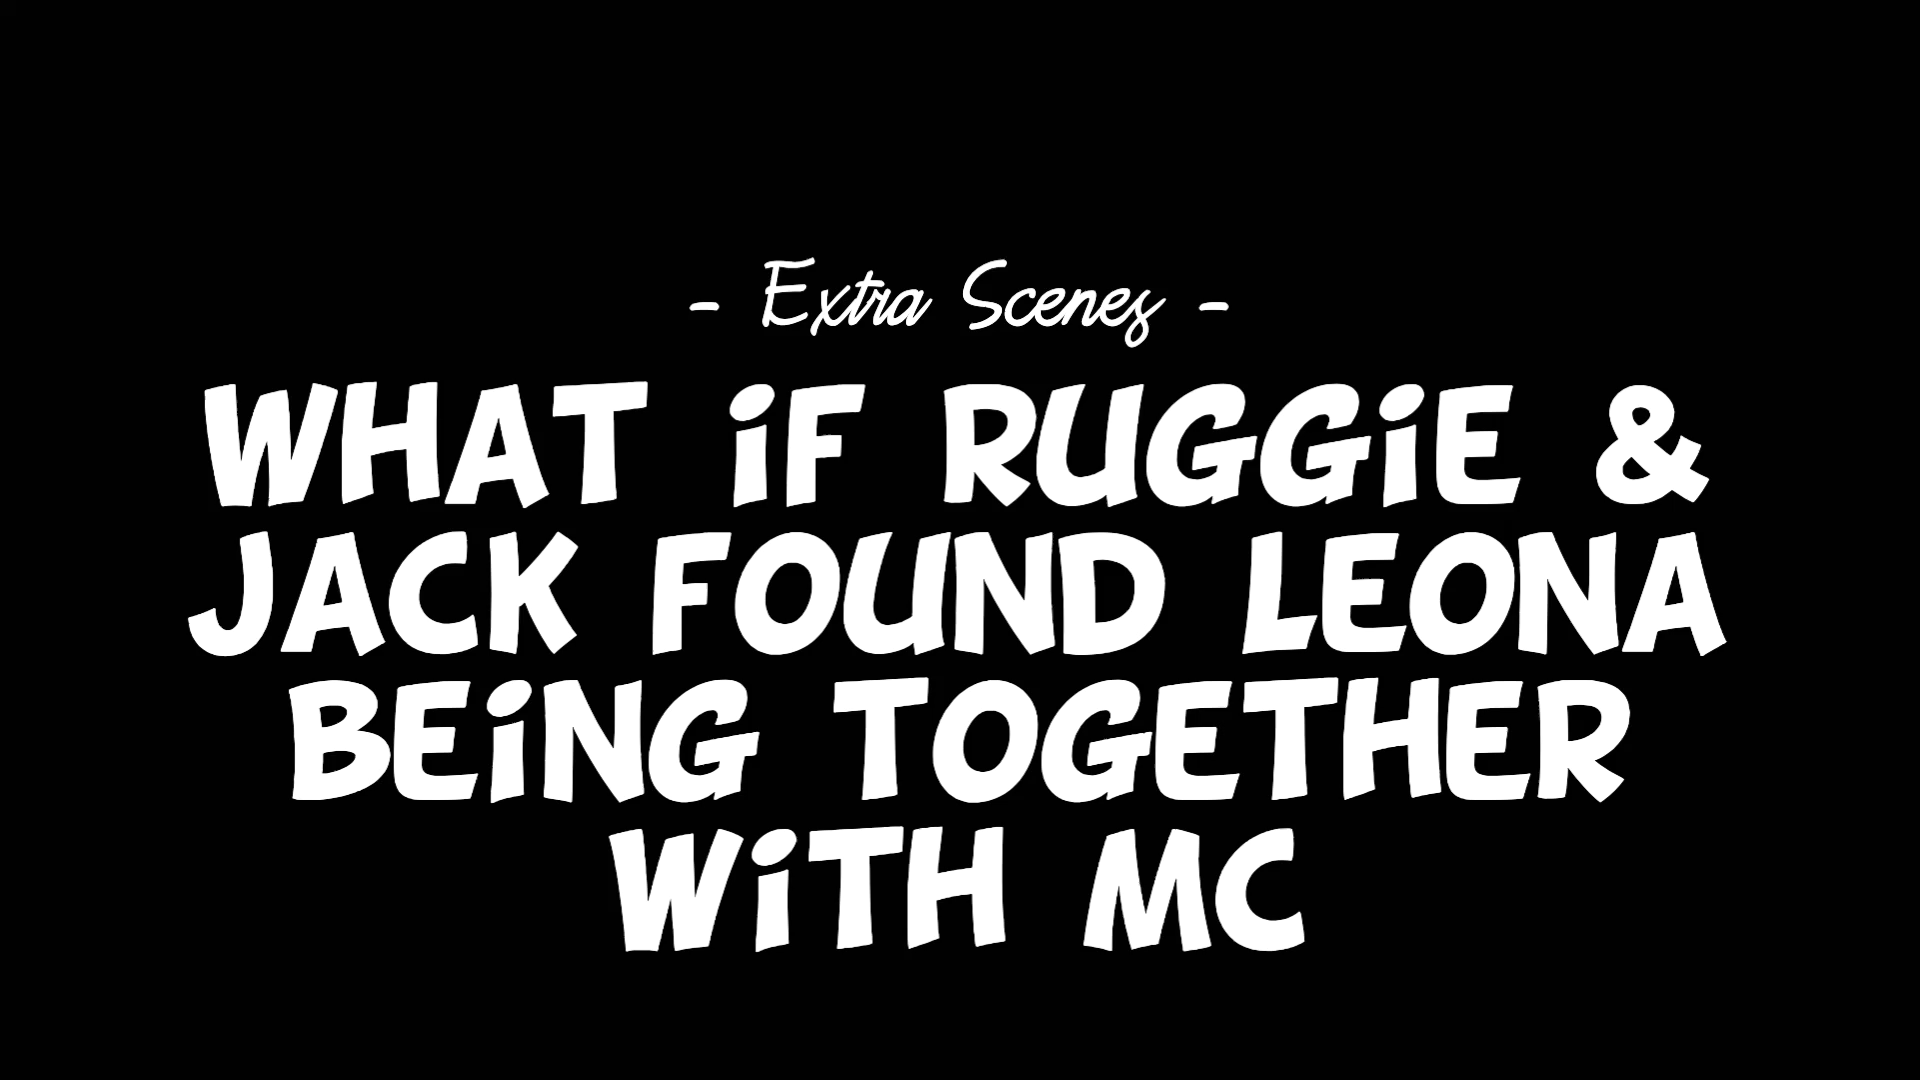 - Extra Scenes -
WHAT iF RUGGiE &
JACK FOUND LEONA
BEiNG TOGETHER
WiTH MC